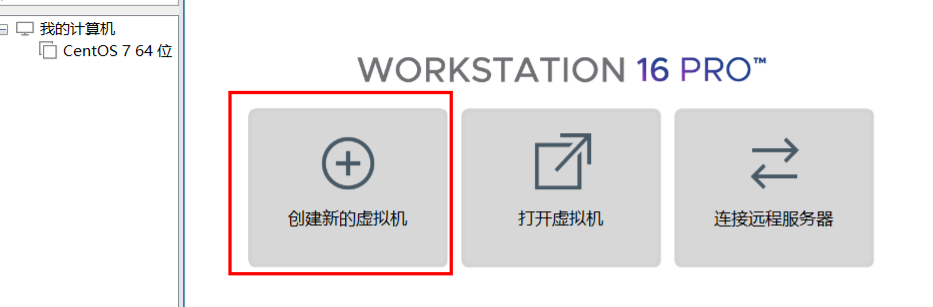 我的计算机
CentOS 7 64 位
WORKSTATION 16 PRO™
创建新的虚拟机
打开虚拟机
连接远程服务器